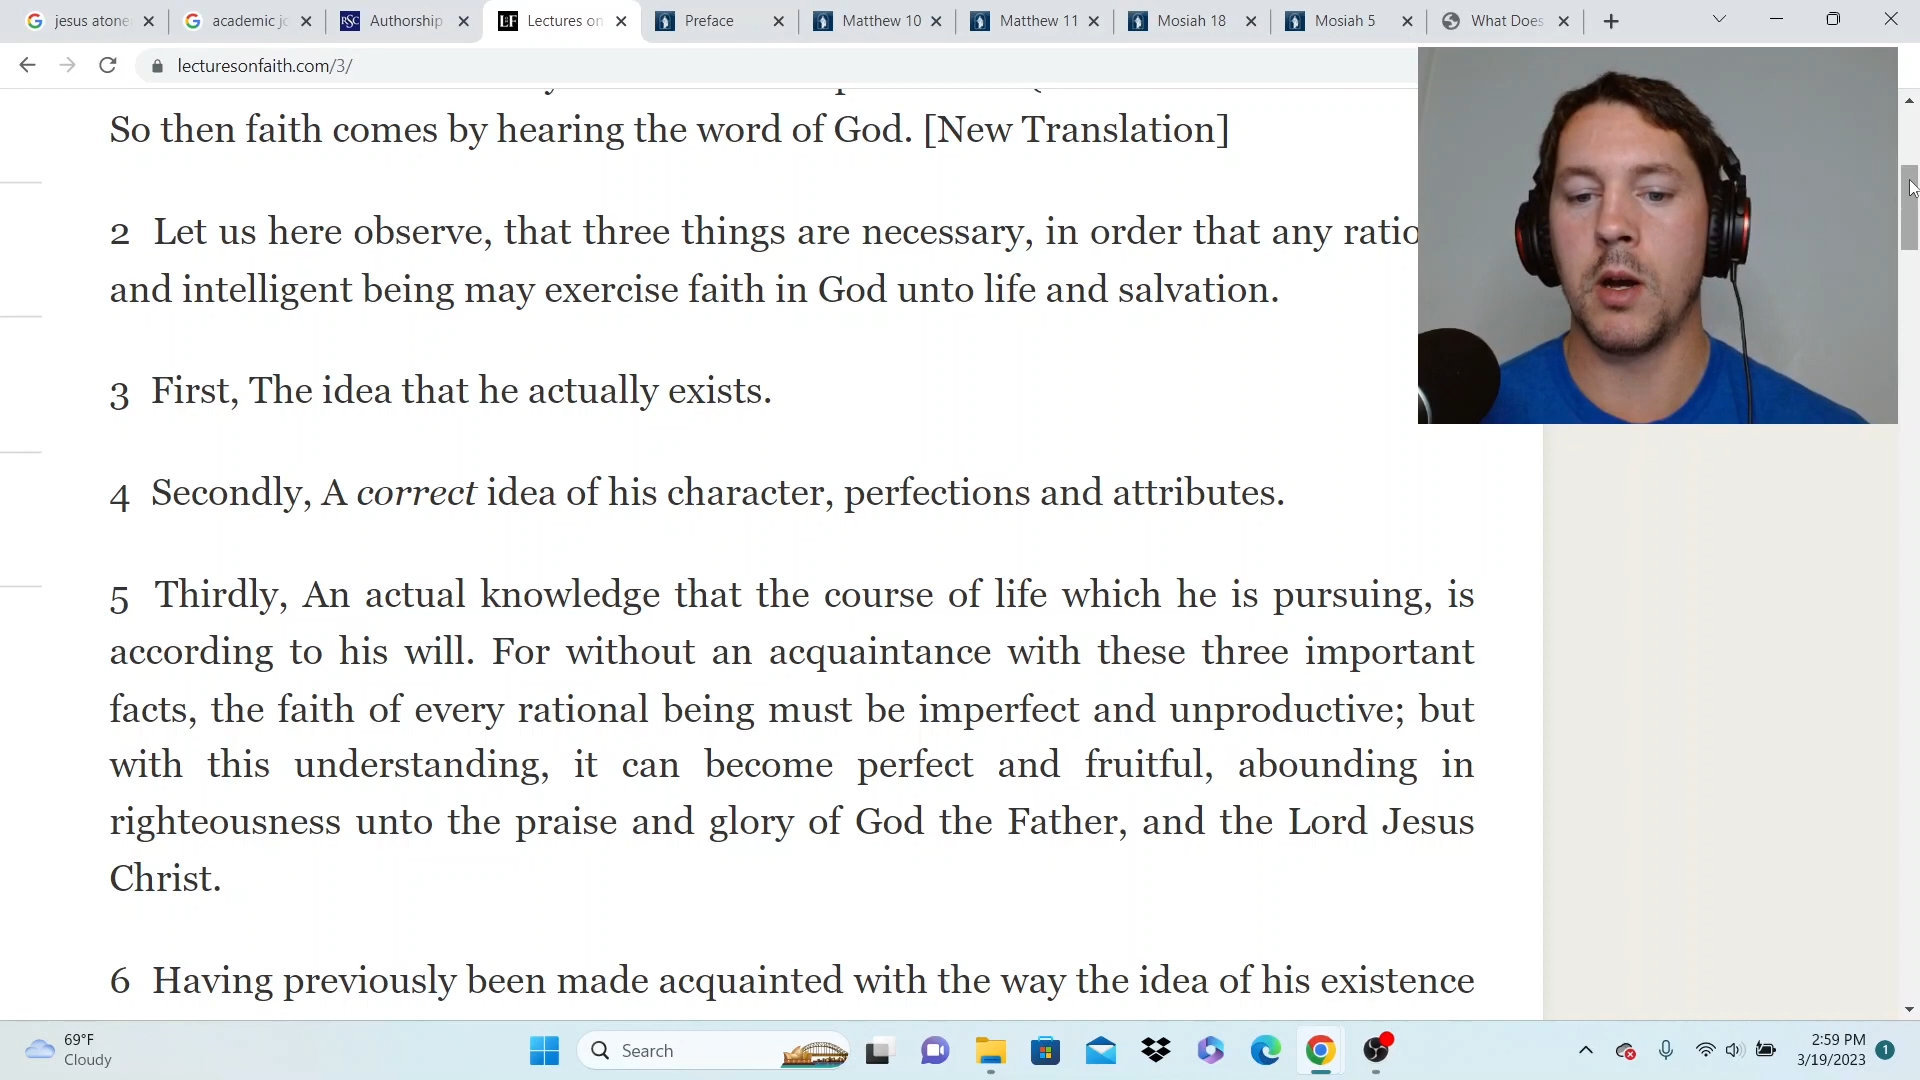 jesus atone
academic jo
RSC Authorship
LoF Lectures on
Preface
Matthew 10
Matthew 11
Mosiah 18
Mosiah 5
What Does
lecturesonfaith.com/3/
So then faith comes by hearing the word of God. [New Translation]
2 Let us here observe, that three things are necessary, in order that any ratio
and intelligent being may exercise faith in God unto life and salvation.
3 First, The idea that he actually exists.
4 Secondly, A correct idea of his character, perfections and attributes.
5 Thirdly, An actual knowledge that the course of life which he is pursuing, is
according to his will. For without an acquaintance with these three important
facts, the faith of every rational being must be imperfect and unproductive; but
with this understanding, it can become perfect and fruitful, abounding in
righteousness unto the praise and glory of God the Father, and the Lord Jesus
Christ.
6 Having previously been made acquainted with the way the idea of his existence
69°F
Cloudy
Search
2:59 PM
3/19/2023
1